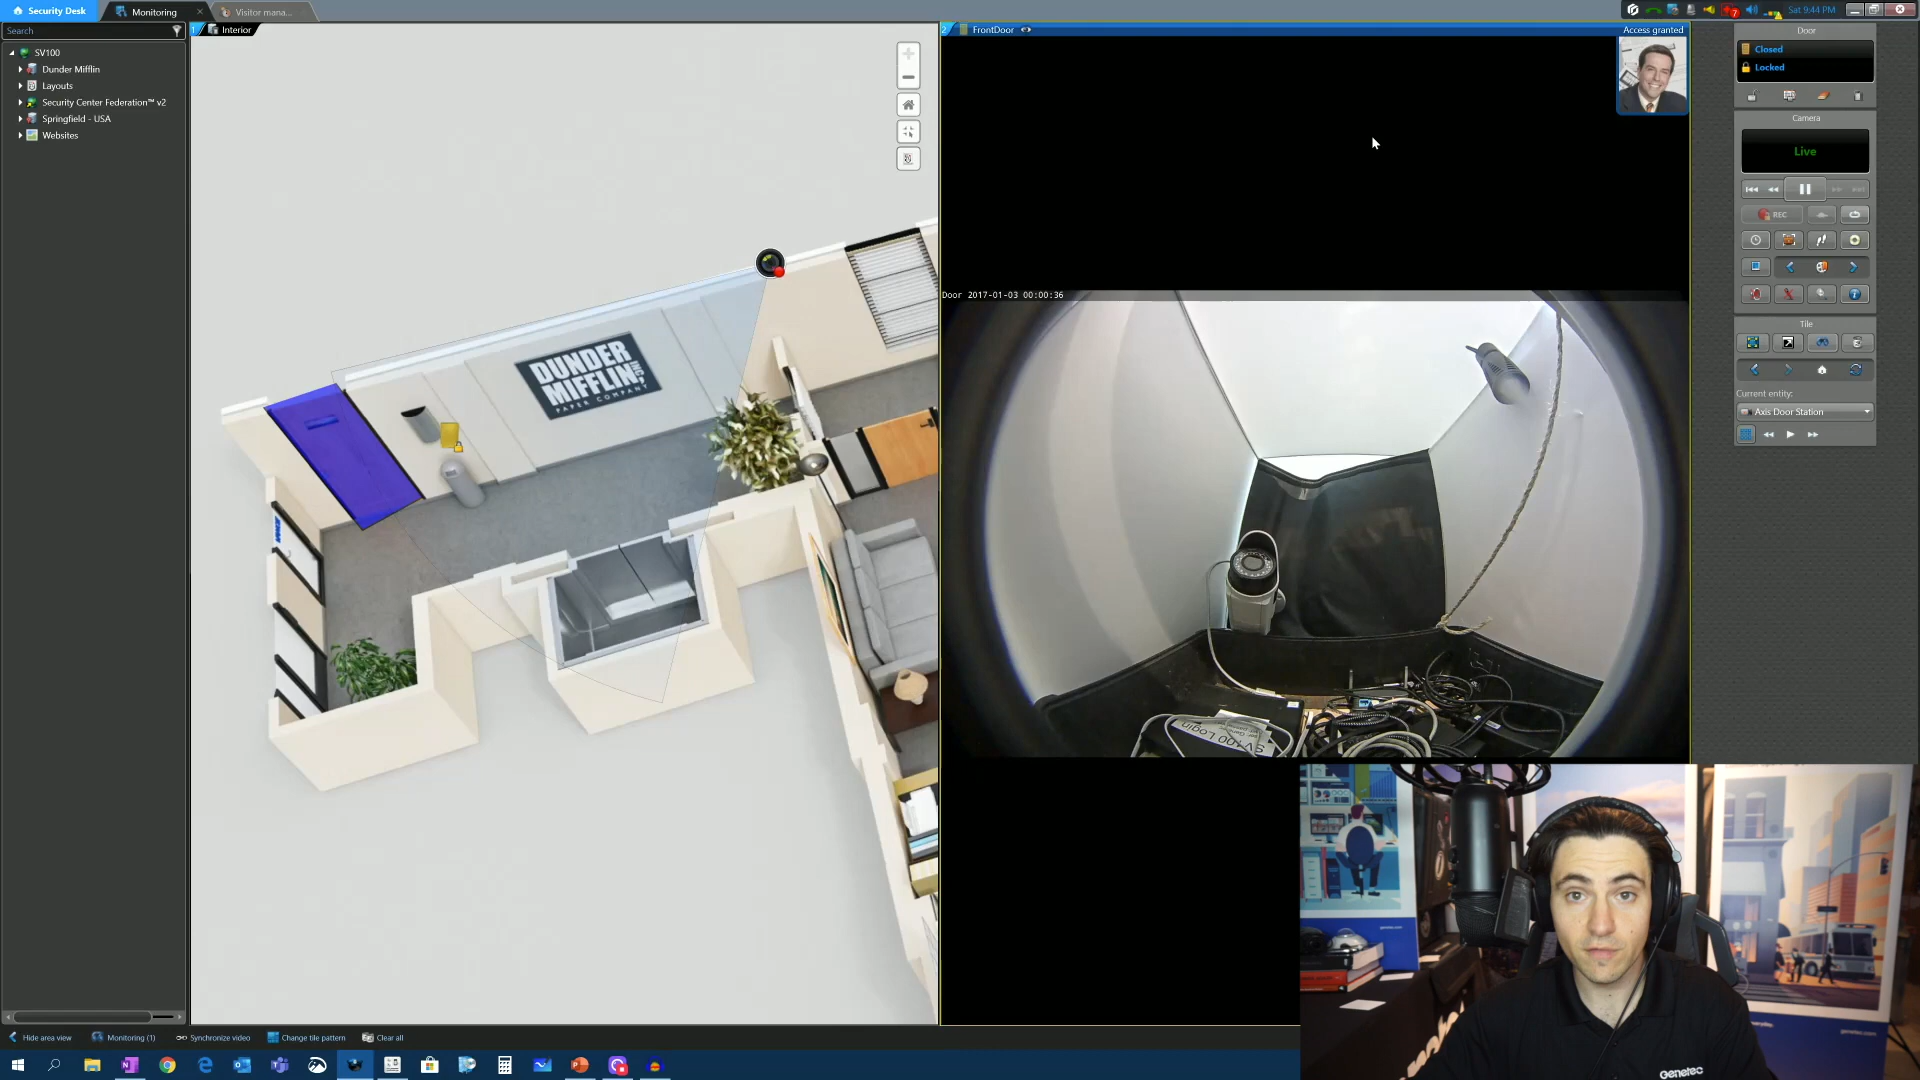 Security Desk
Monitoring
Visitor mana...
Sat 9:44 PM
Search
SV100
Dunder Mifflin
Layouts
Security Center Federation™ v2
Springfield - USA
Websites
1
Interior
DUNDER
MIFFLIN INC.
PAPER COMPANY
2
FrontDoor
Access granted
Door 2017-01-03 00:00:36
SV100 Login
Door
Closed
Locked
Camera
Live
REC
Tile
Current entity:
Axis Door Station
Hide area view
Monitoring (1)
Synchronize video
Change tile pattern
Clear all
Genetec